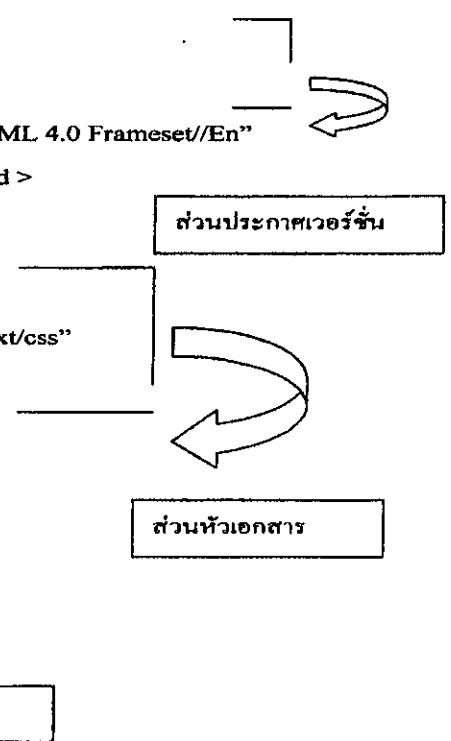 ML 4.0 Frameset//En”
d >
ส่วนประกาศเวอร์ชั่น
xt/css”
ส่วนหัวเอกสาร